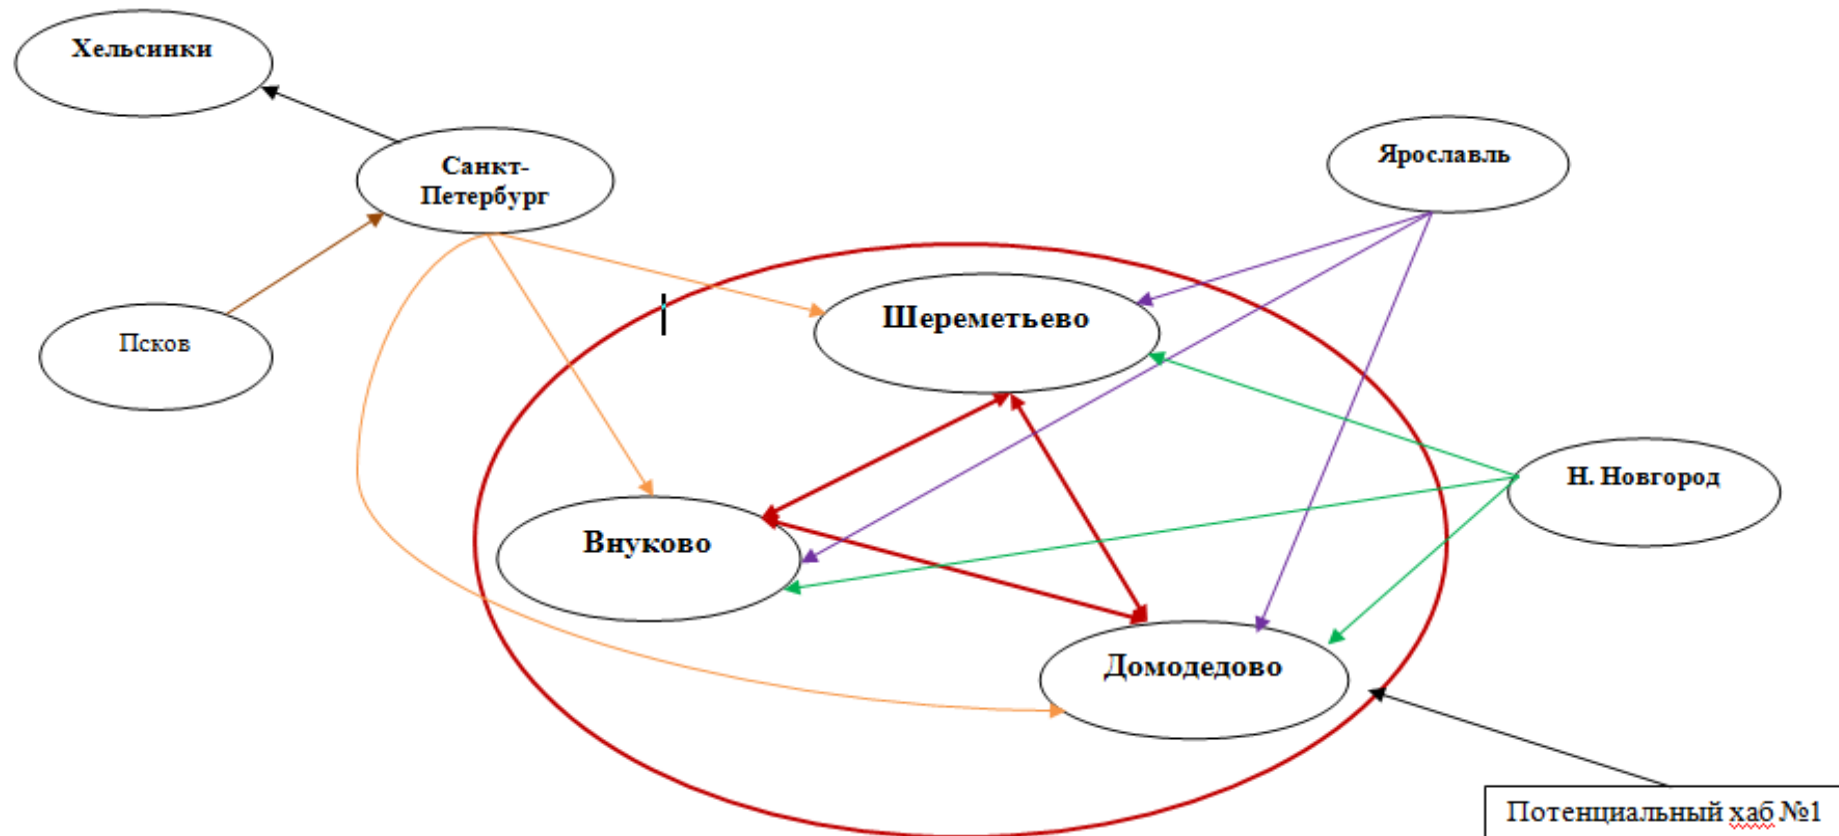 Хельсинки
Санкт-
Петербург
Ярославль
Шереметьево
Псков
Н. Новгород
Внуково
Домодедово
Потенциальный хаб №1